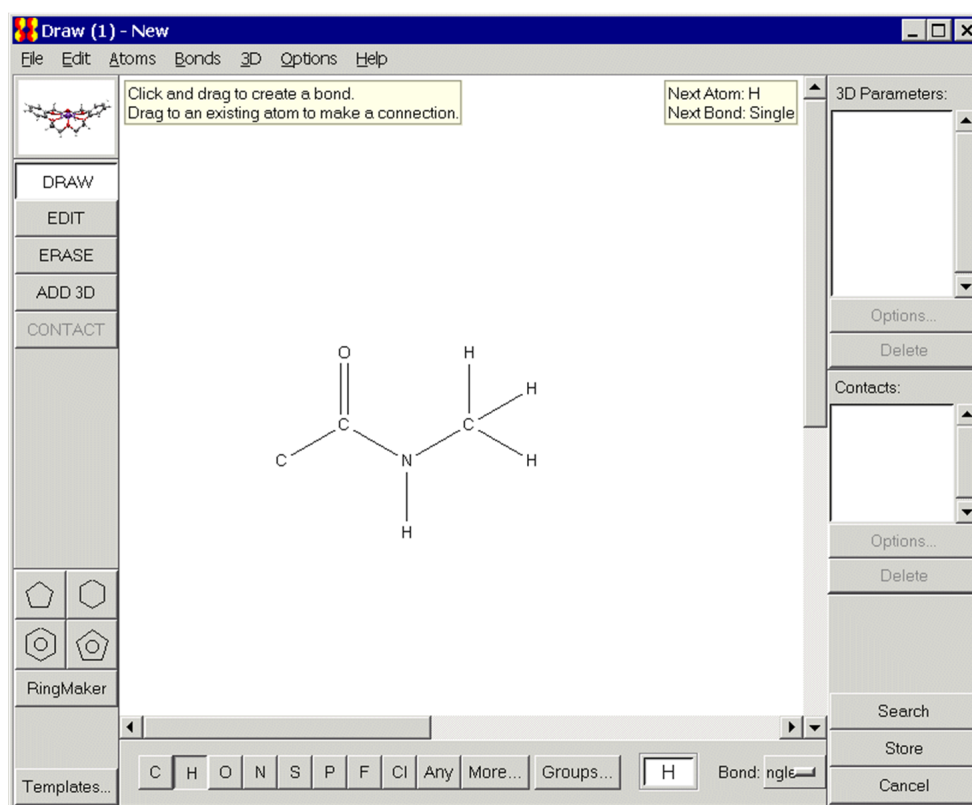 Draw (1) - New
File Edit Atoms Bonds 3D Options Help
Click and drag to create a bond.
Drag to an existing atom to make a connection.
Next Atom: H
Next Bond: Single
3D Parameters:
DRAW
EDIT
ERASE
ADD 3D
CONTACT
Options...
Delete
Contacts:
O
H
H
C
C
C
N
H
H
Options...
Delete
RingMaker
Search
Store
Cancel
Templates...
C H O N S P F Cl Any More... Groups... H Bond: ngle